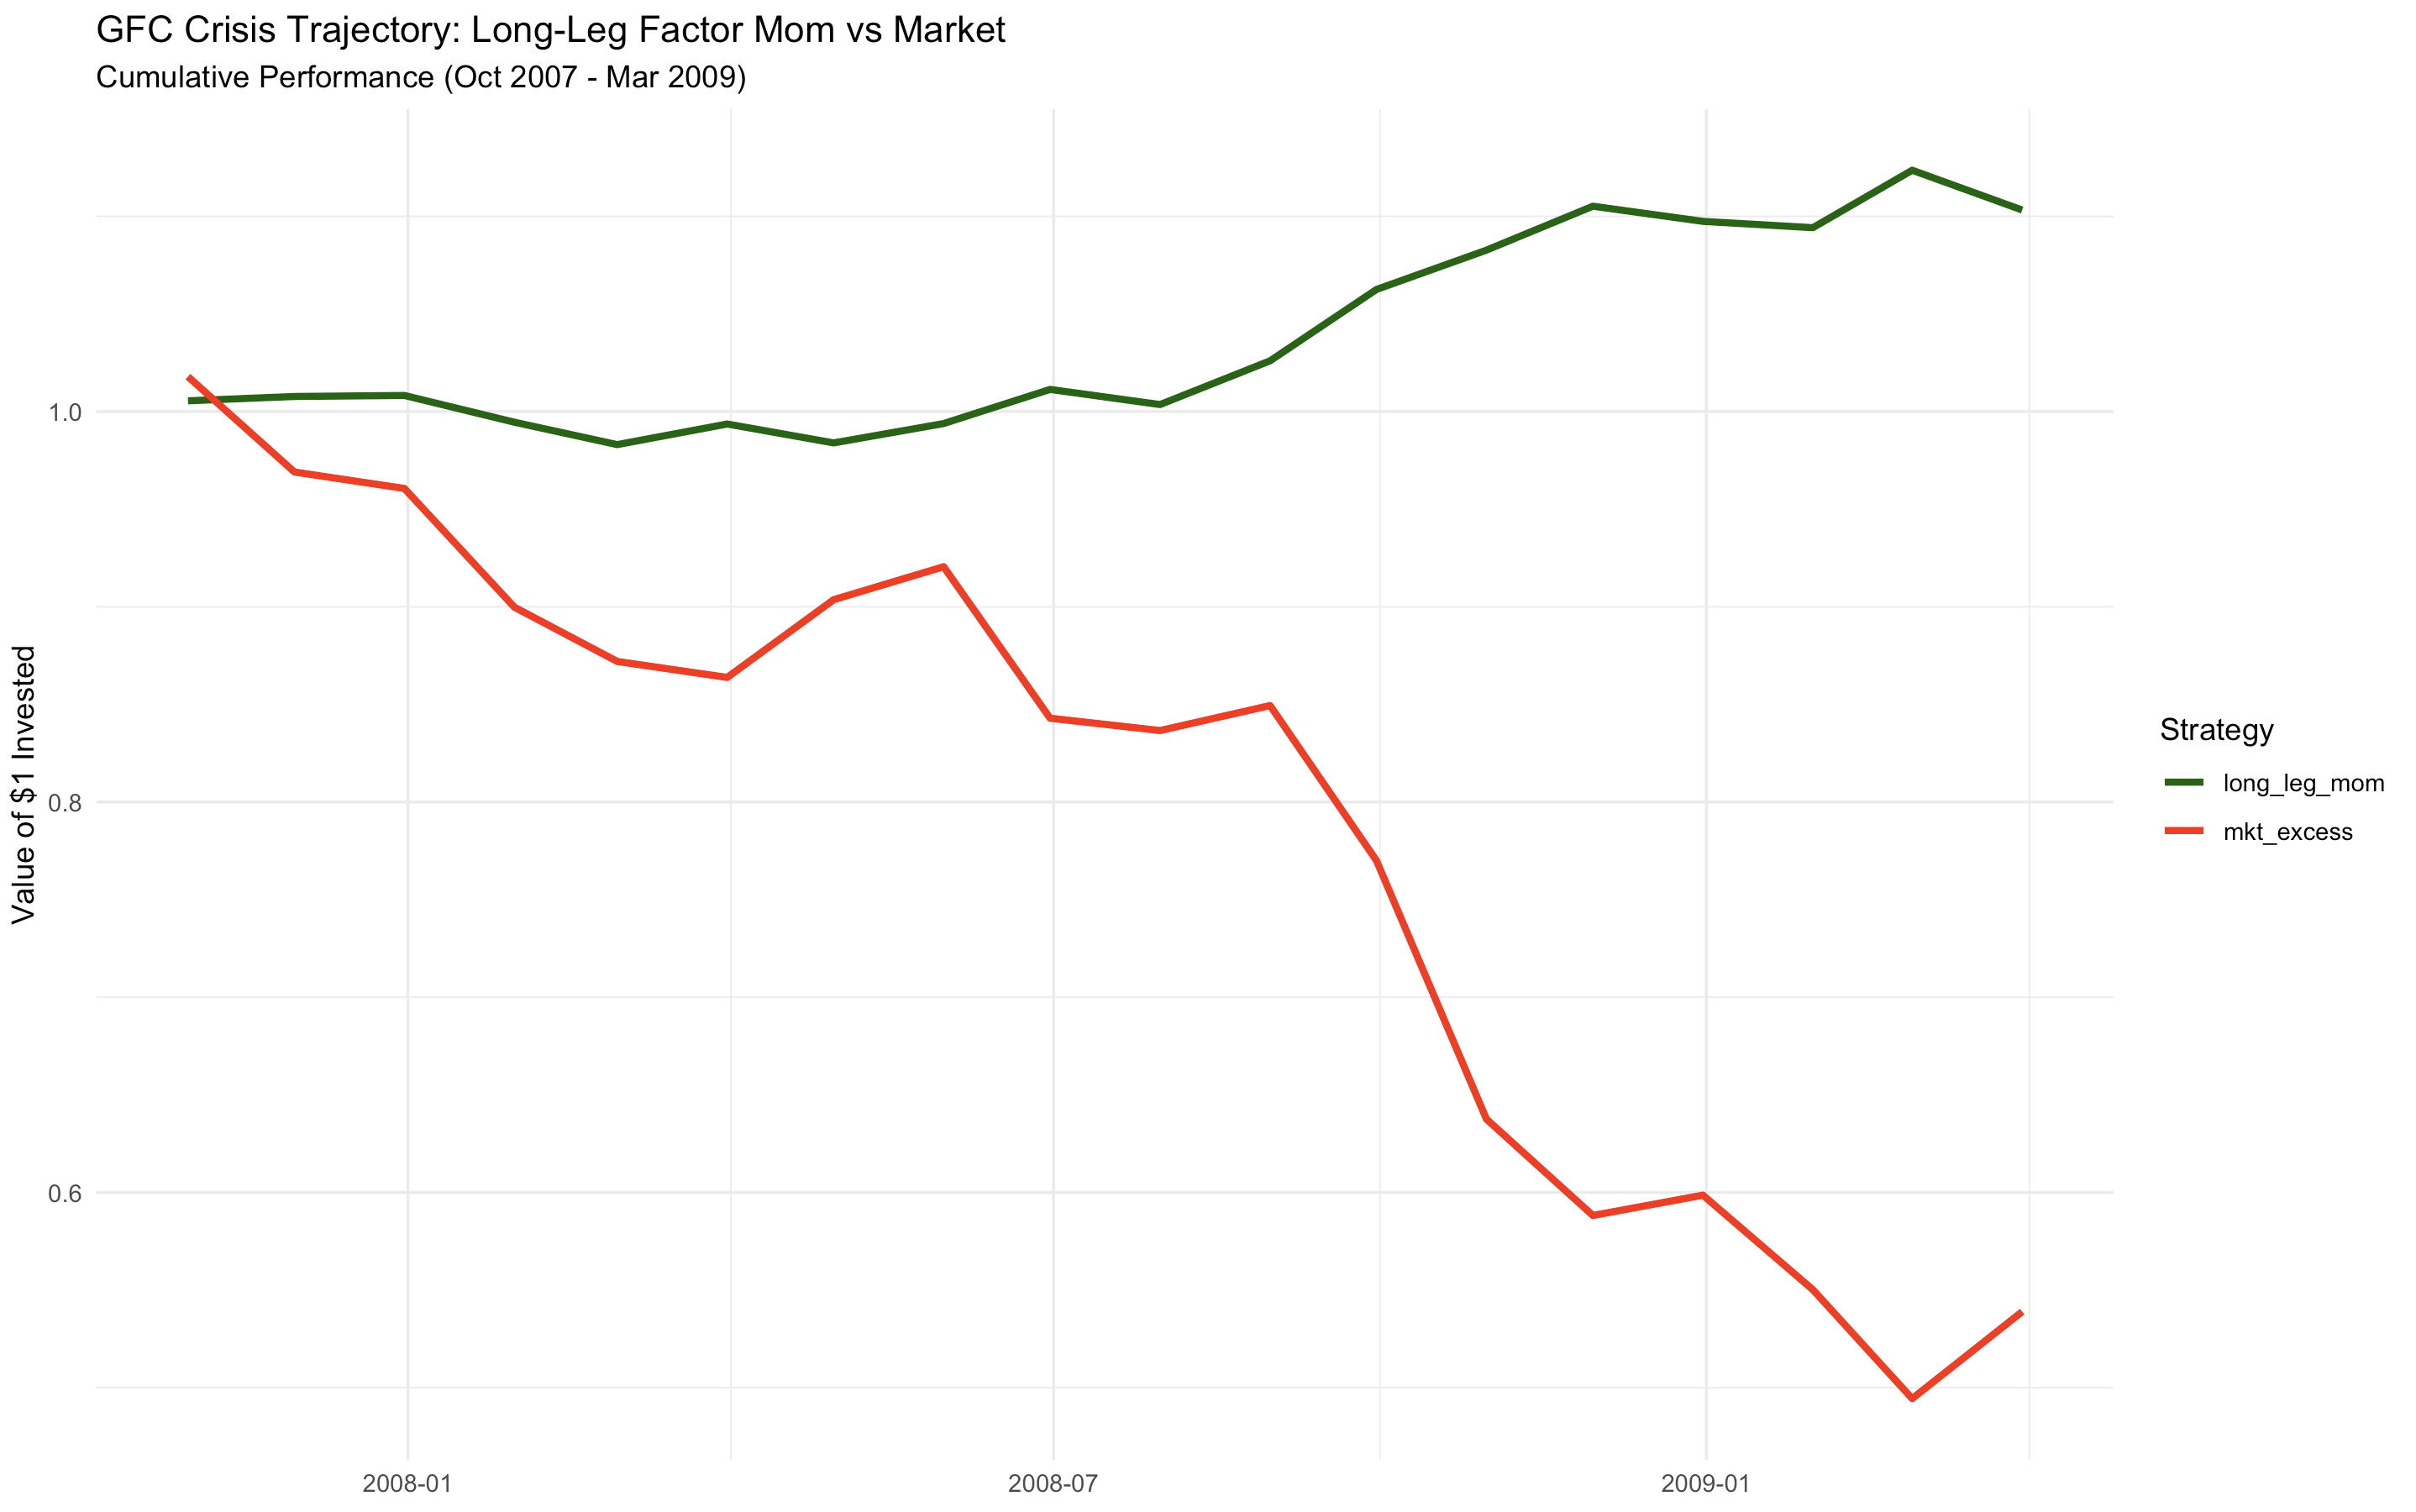 GFC Crisis Trajectory: Long-Leg Factor Mom vs Market
Cumulative Performance (Oct 2007 - Mar 2009)
Value of $1 Invested
1.0
0.8
0.6
2008-01
2008-07
2009-01
Strategy
long_leg_mom
mkt_excess